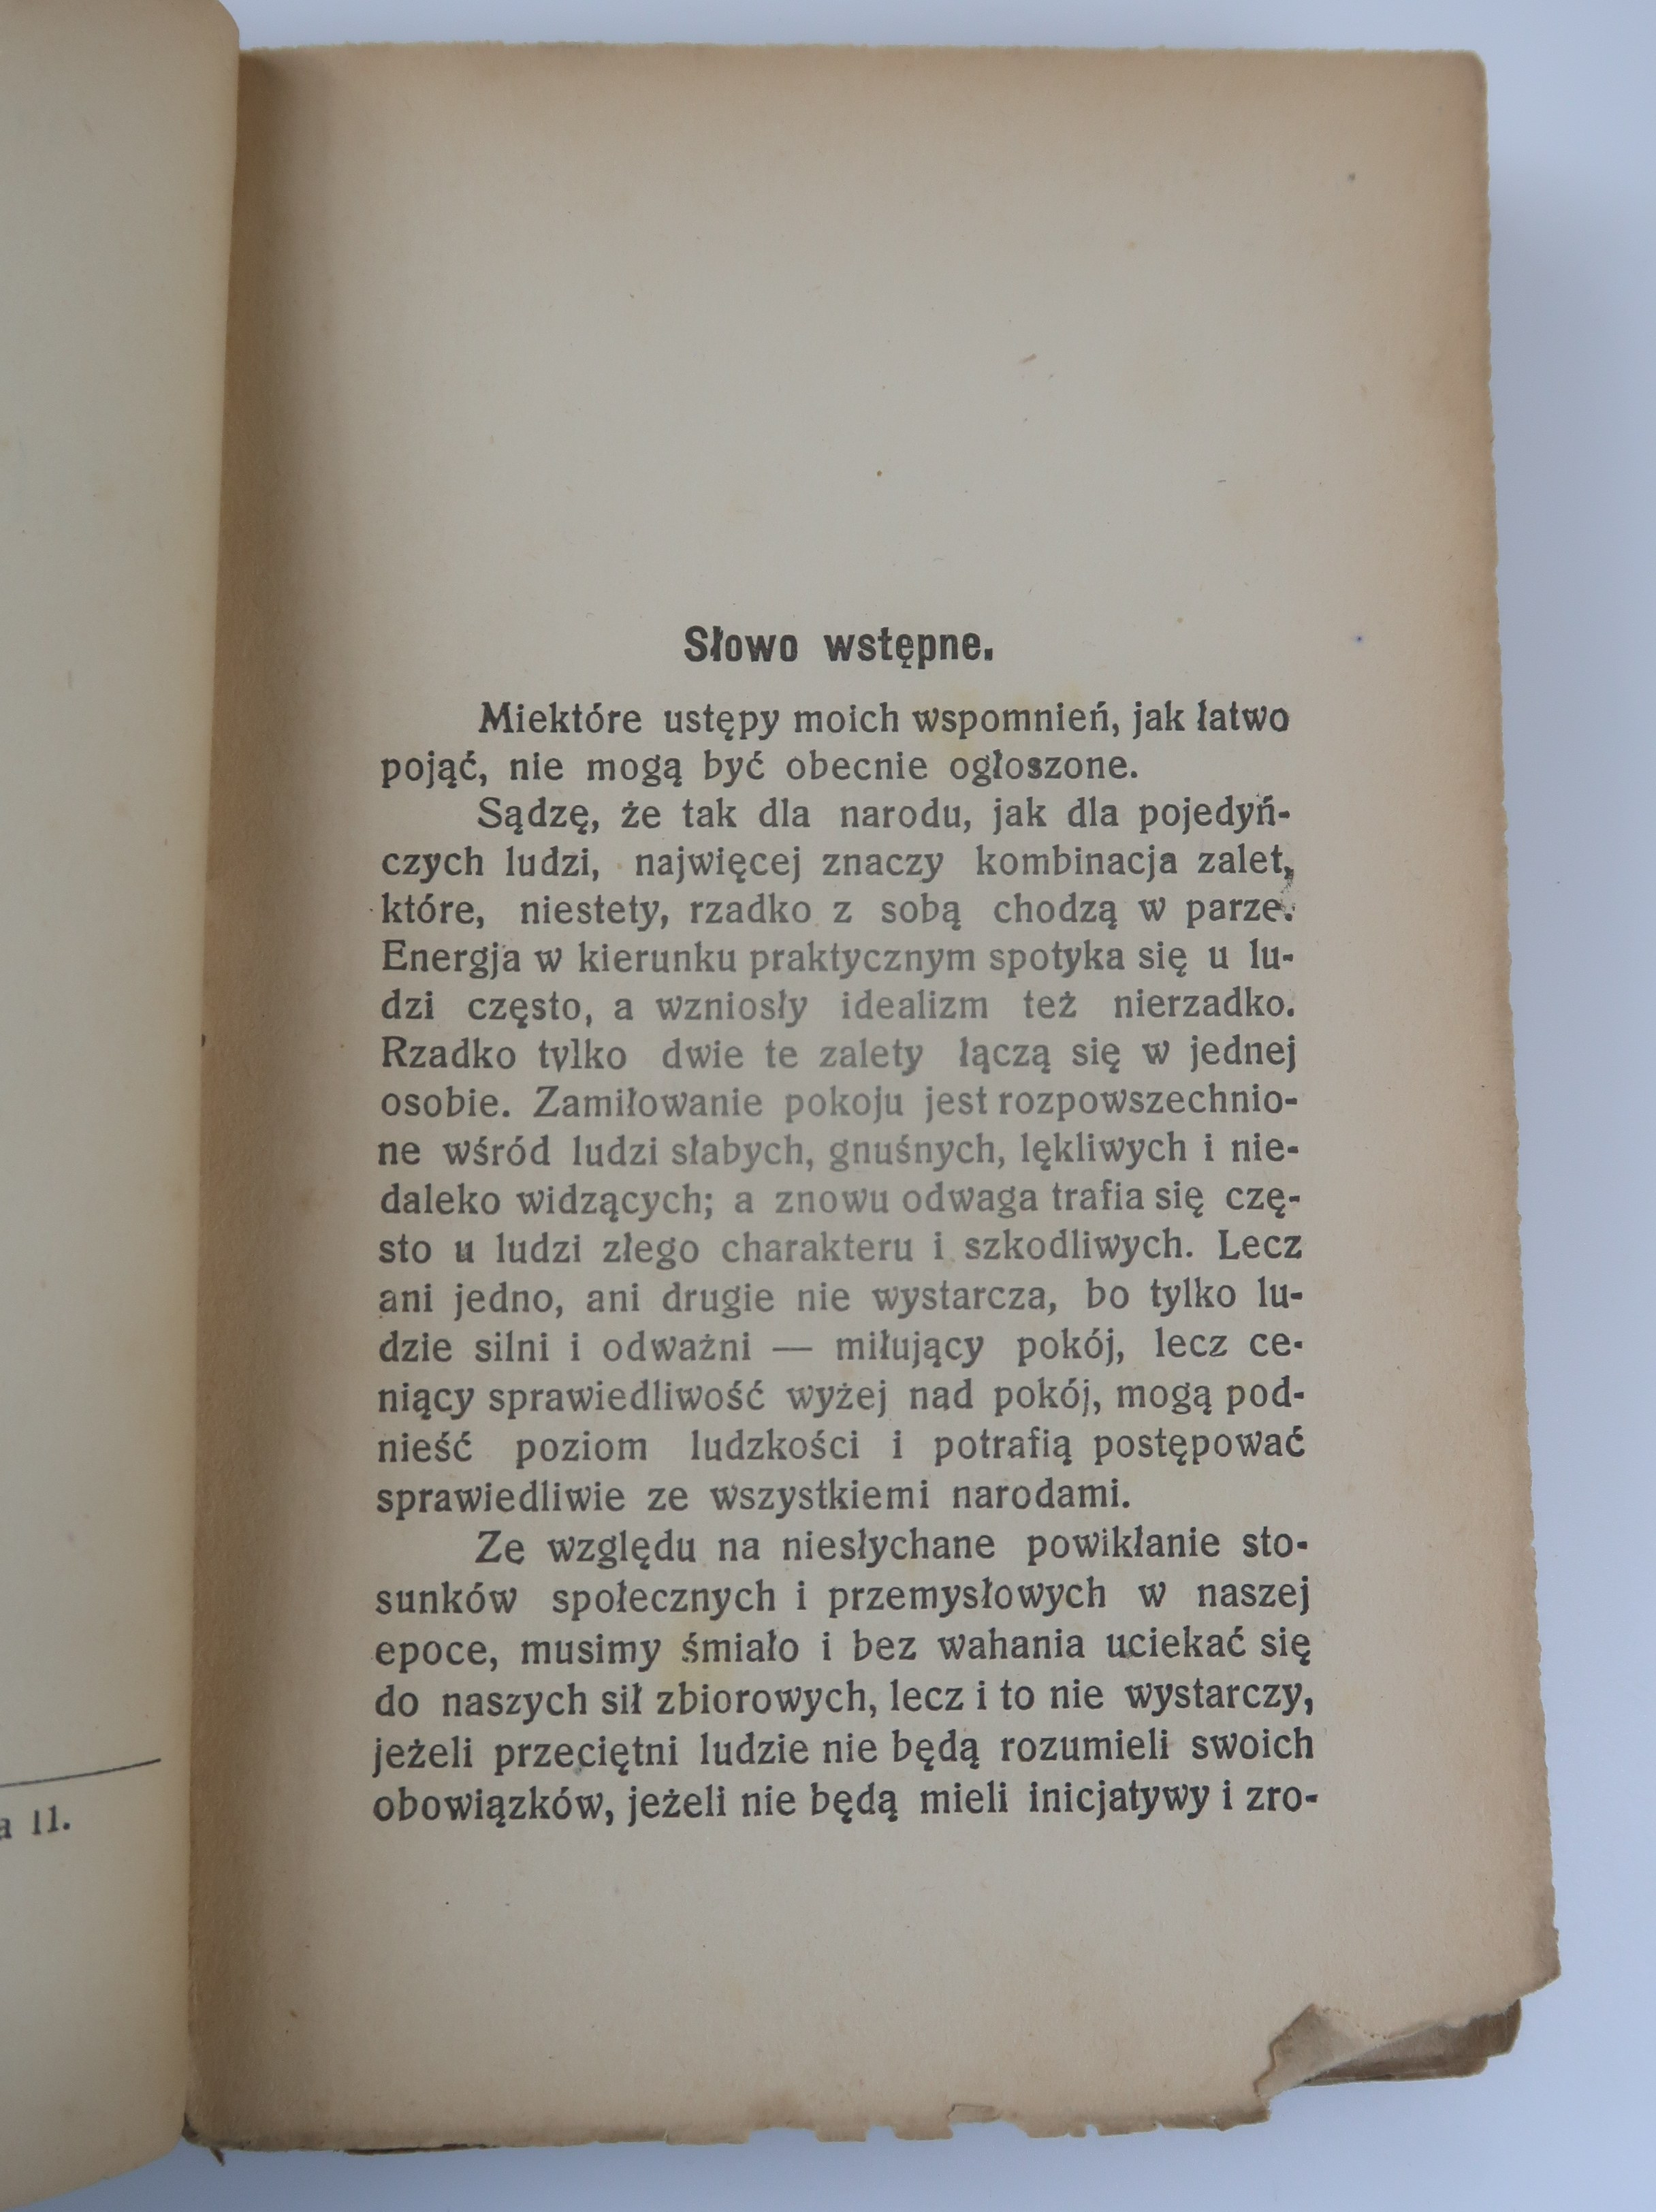 Słowo wstępne.
Miektóre ustępy moich wspomnień, jak łatwo
pojąć, nie mogą być obecnie ogłoszone.
Sądzę, że tak dla narodu, jak dla pojedyń-
czych ludzi, najwięcej znaczy kombinacja zalet,
które, niestety, rzadko z sobą chodzą w parze.
Energja w kierunku praktycznym spotyka się u lu-
dzi często, a wzniosły idealizm też nierzadko.
Rzadko tylko dwie te zalety łączą się w jednej
osobie. Zamiłowanie pokoju jest rozpowszechnio-
ne wśród ludzi słabych, gnuśnych, lękliwych i nie-
daleko widzących; a znowu odwaga trafia się czę-
sto u ludzi złego charakteru i szkodliwych. Lecz
ani jedno, ani drugie nie wystarcza, bo tylko lu-
dzie silni i odważni — miłujący pokój, lecz ce-
niący sprawiedliwość wyżej nad pokój, mogą pod-
nieść poziom ludzkości i potrafią postępować
sprawiedliwie ze wszystkiemi narodami.
Ze względu na niesłychane powikłanie sto-
sunków społecznych i przemysłowych w naszej
epoce, musimy śmiało i bez wahania uciekać się
do naszych sił zbiorowych, lecz i to nie wystarczy,
jeżeli przeciętni ludzie nie będą rozumieli swoich
obowiązków, jeżeli nie będą mieli inicjatywy i zro-
a 11.